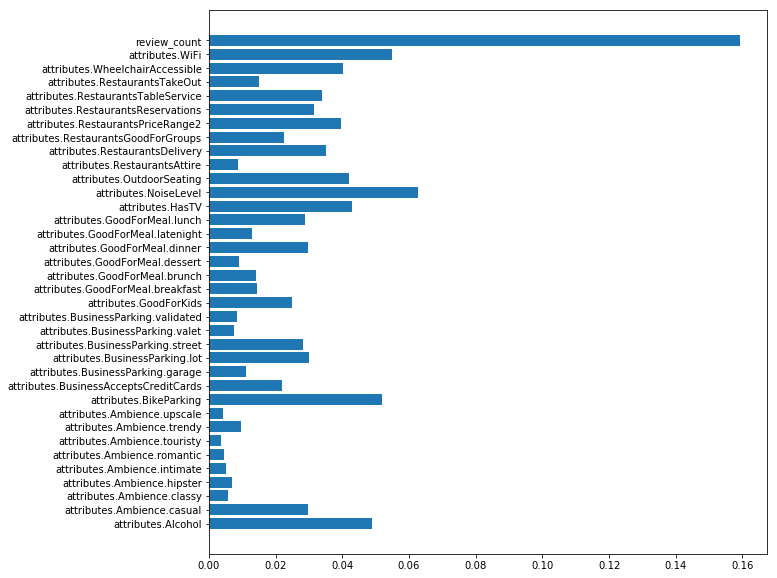 review_count
attributes.WiFi
attributes.WheelchairAccessible
attributes.RestaurantsTakeOut
attributes.RestaurantsTableService
attributes.RestaurantsReservations
attributes.RestaurantsPriceRange2
attributes.RestaurantsGoodForGroups
attributes.RestaurantsDelivery
attributes.RestaurantsAttire
attributes.OutdoorSeating
attributes.NoiseLevel
attributes.HasTV
attributes.GoodForMeal.lunch
attributes.GoodForMeal.latenight
attributes.GoodForMeal.dinner
attributes.GoodForMeal.dessert
attributes.GoodForMeal.brunch
attributes.GoodForMeal.breakfast
attributes.GoodForKids
attributes.BusinessParking.validated
attributes.BusinessParking.valet
attributes.BusinessParking.street
attributes.BusinessParking.lot
attributes.BusinessParking.garage
attributes.BusinessAcceptsCreditCards
attributes.BikeParking
attributes.Ambience.upscale
attributes.Ambience.trendy
attributes.Ambience.touristy
attributes.Ambience.romantic
attributes.Ambience.intimate
attributes.Ambience.hipster
attributes.Ambience.classy
attributes.Ambience.casual
attributes.Alcohol
0.00 0.02 0.04 0.06 0.08 0.10 0.12 0.14 0.16